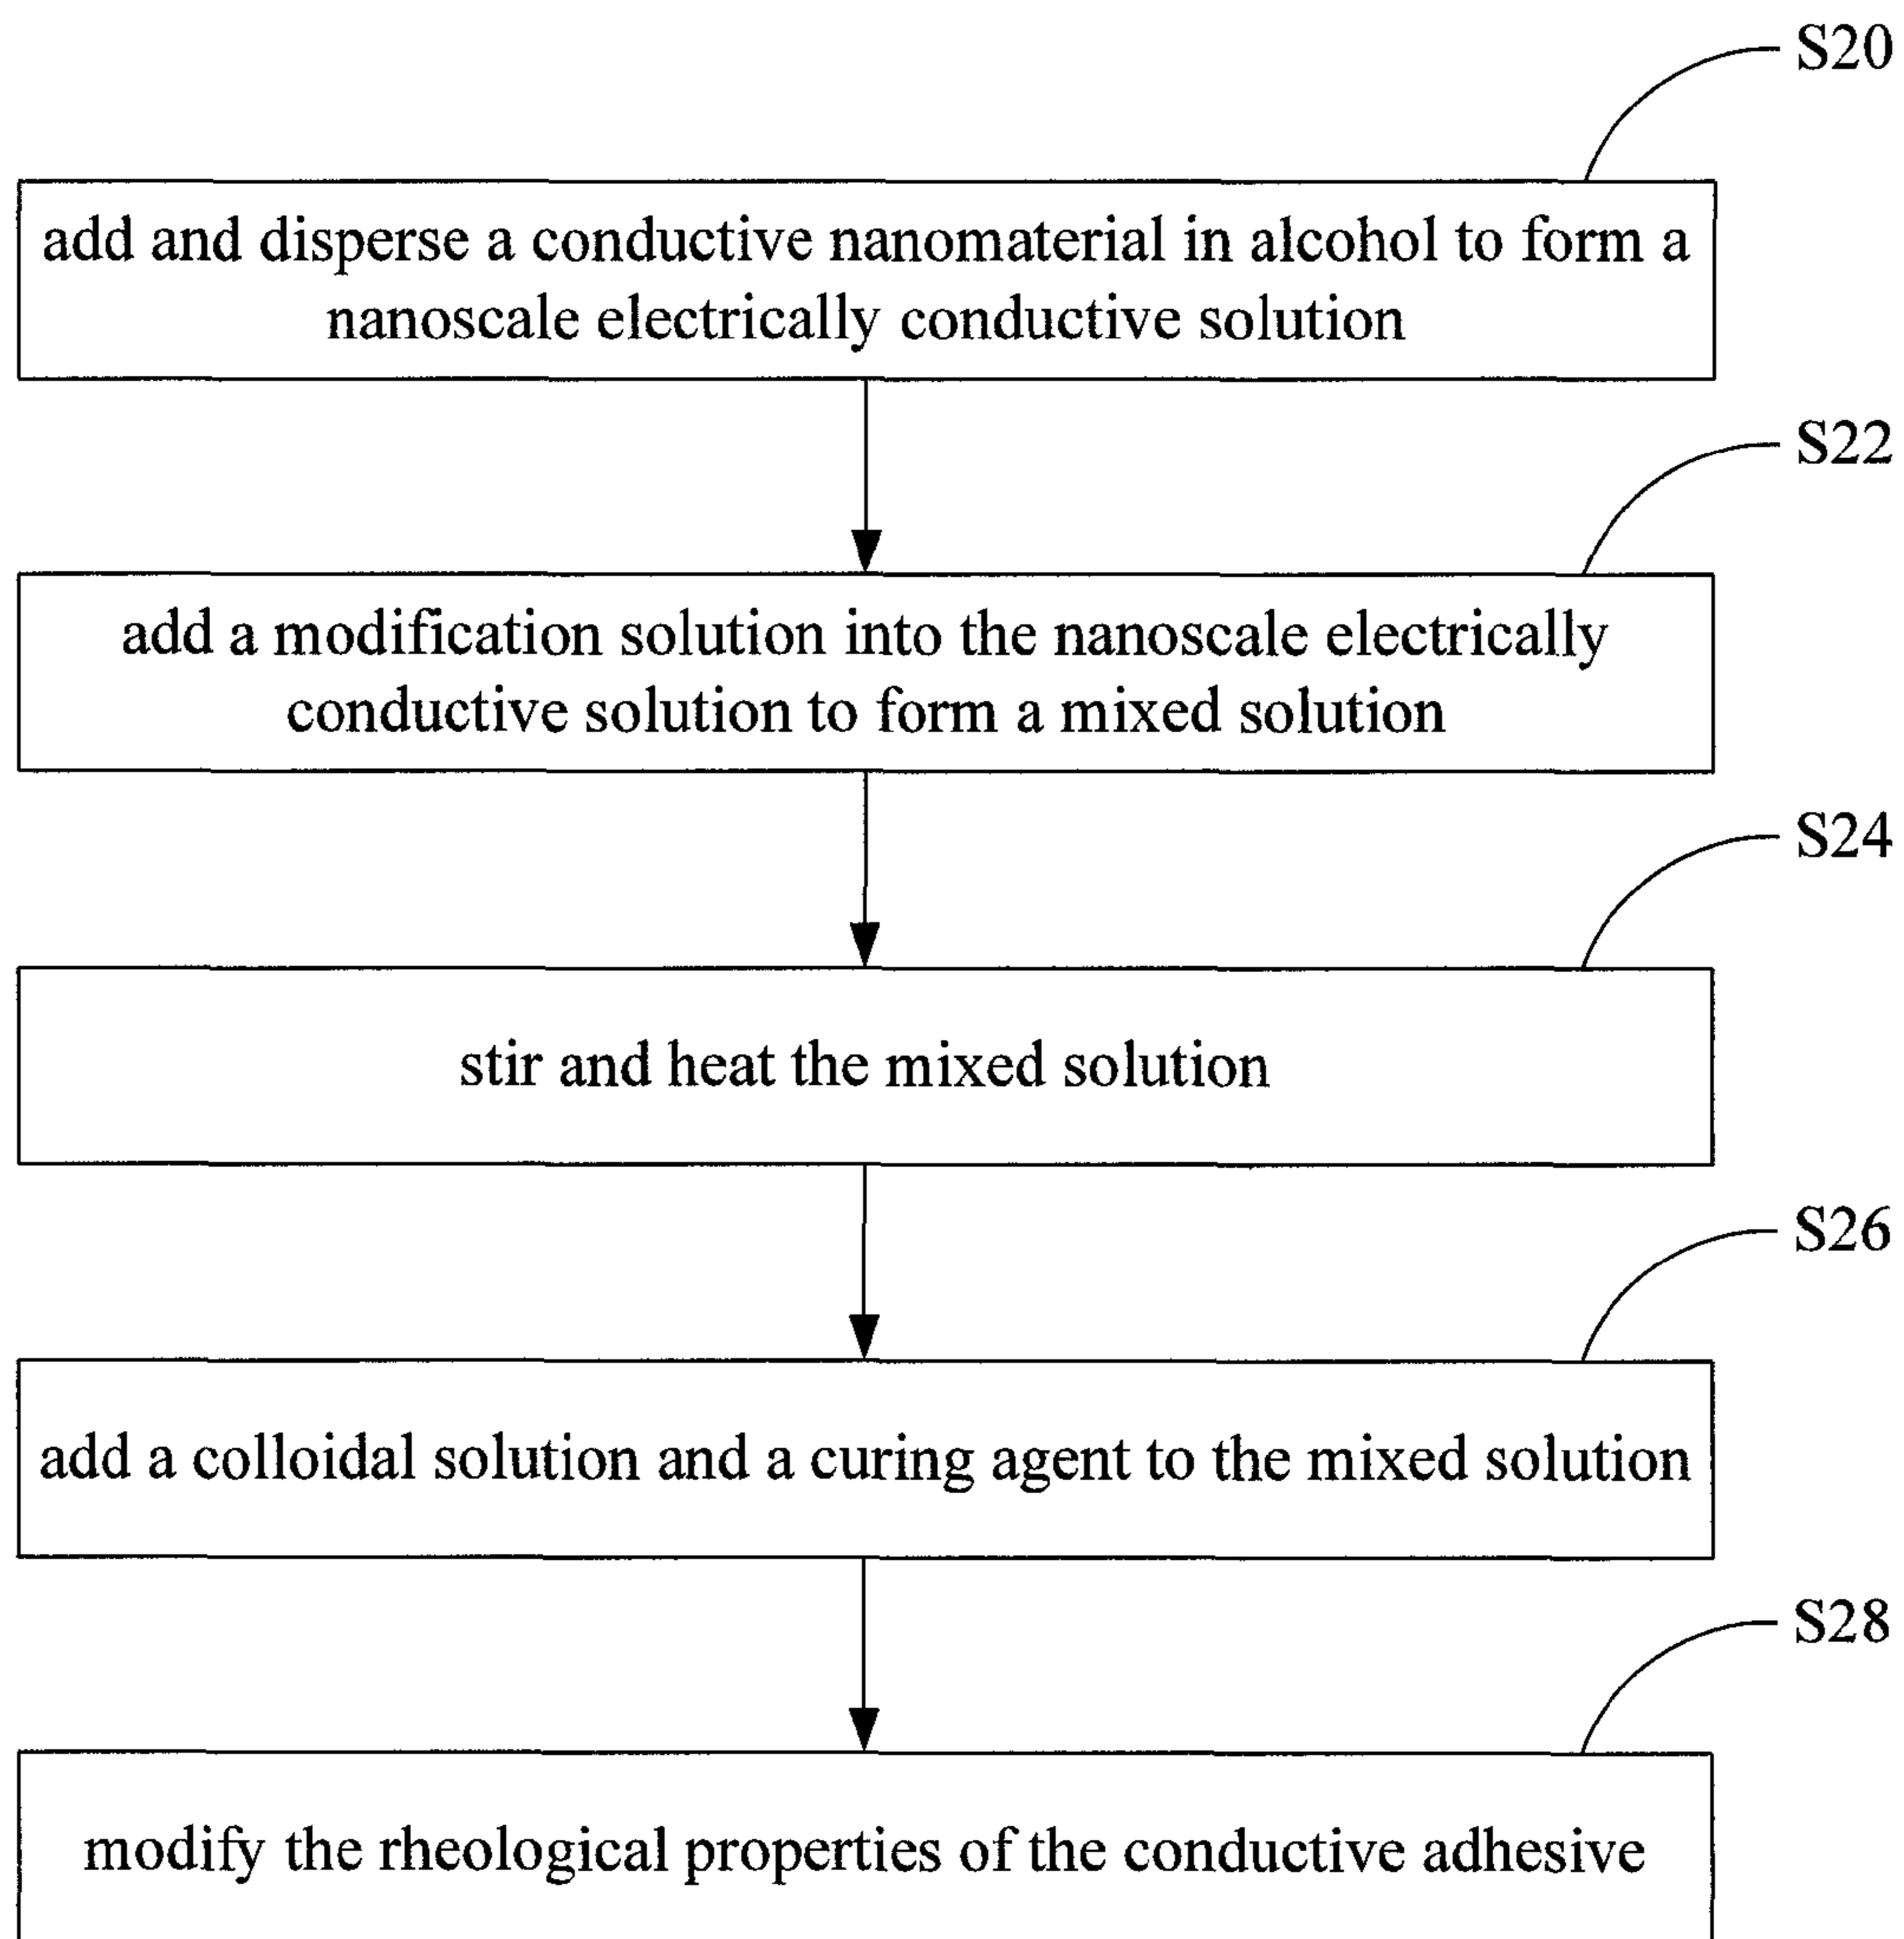 S20
add and disperse a conductive nanomaterial in alcohol to form a
nanoscale electrically conductive solution
S22
add a modification solution into the nanoscale electrically
conductive solution to form a mixed solution
S24
stir and heat the mixed solution
S26
add a colloidal solution and a curing agent to the mixed solution
S28
modify the rheological properties of the conductive adhesive